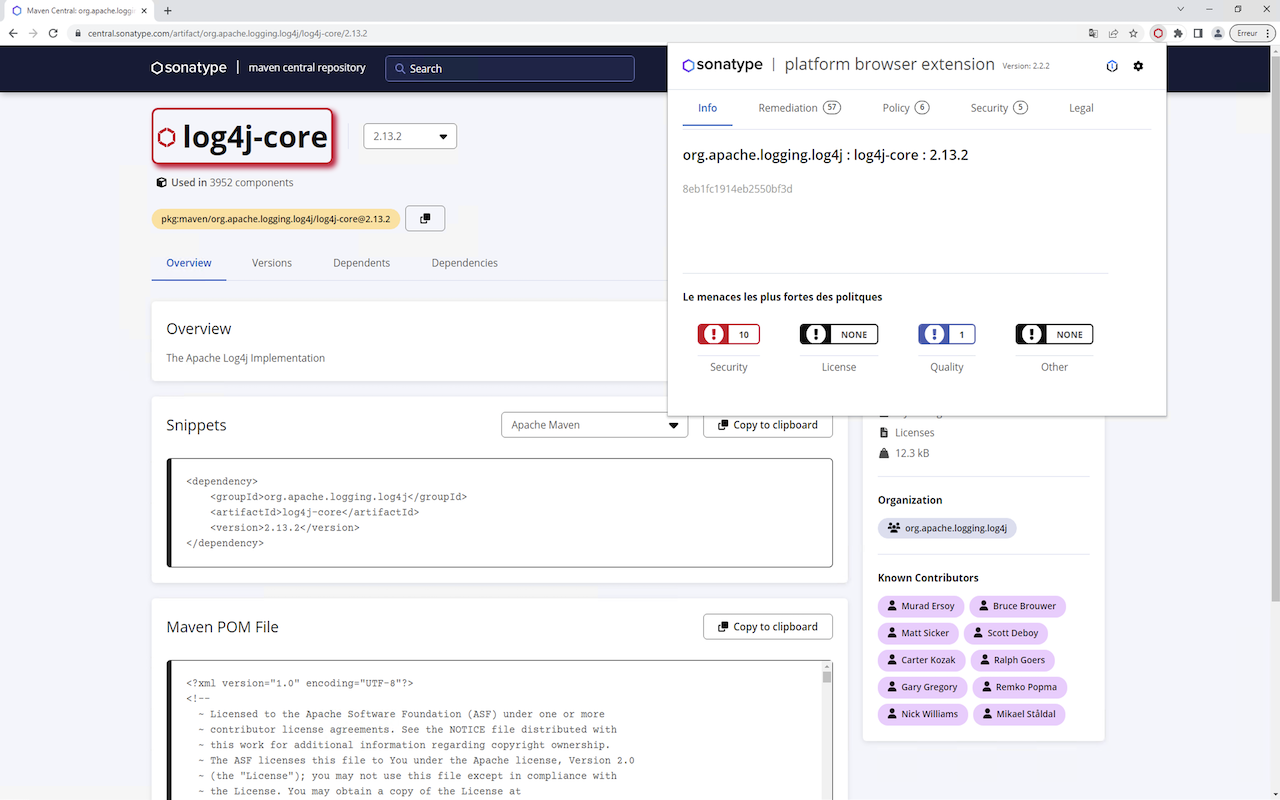 Maven Central: org.apache.loggi
central.sonatype.com/artifact/org.apache.logging.log4j/log4j-core/2.13.2
Erreur
sonatype | maven central repository
Search
log4j-core
2.13.2
Used in 3952 components
pkg:maven/org.apache.logging.log4j/log4j-core@2.13.2
Overview Versions Dependents Dependencies
Overview
The Apache Log4j Implementation
Snippets
Apache Maven
Copy to clipboard
<dependency>
    <groupId>org.apache.logging.log4j</groupId>
    <artifactId>log4j-core</artifactId>
    <version>2.13.2</version>
</dependency>
Maven POM File
Copy to clipboard
<?xml version="1.0" encoding="UTF-8"?>
<!--
  ~ Licensed to the Apache Software Foundation (ASF) under one or more
  ~ contributor license agreements. See the NOTICE file distributed with
  ~ this work for additional information regarding copyright ownership.
  ~ The ASF licenses this file to You under the Apache license, Version 2.0
  ~ (the "License"); you may not use this file except in compliance with
  ~ the License. You may obtain a copy of the License at
sonatype | platform browser extension Version: 2.2.2
Info Remediation 57 Policy 6 Security 5 Legal
org.apache.logging.log4j : log4j-core : 2.13.2
8eb1fc1914eb2550bf3d
Le menaces les plus fortes des politques
10 NONE 1 NONE
Security License Quality Other
Licenses
12.3 kB
Organization
org.apache.logging.log4j
Known Contributors
Murad Ersoy Bruce Brouwer
Matt Sicker Scott Deboy
Carter Kozak Ralph Goers
Gary Gregory Remko Popma
Nick Williams Mikael Ståldal